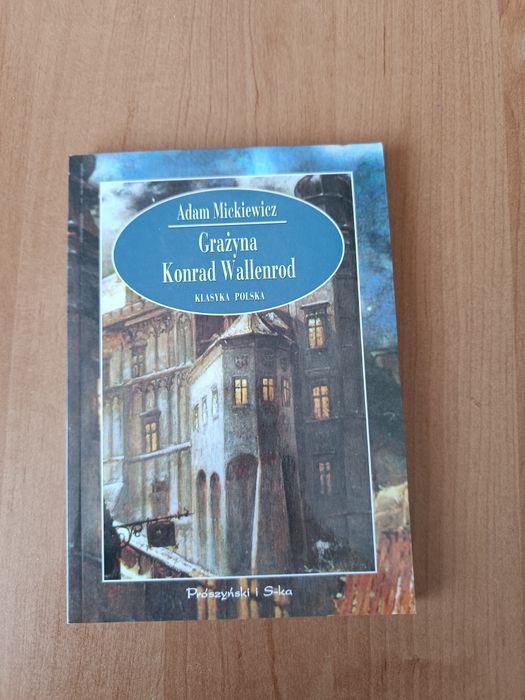 Adam Mickiewicz
Grażyna
Konrad Wallenrod
KLASYKA POLSKA
Prószyński i S-ka